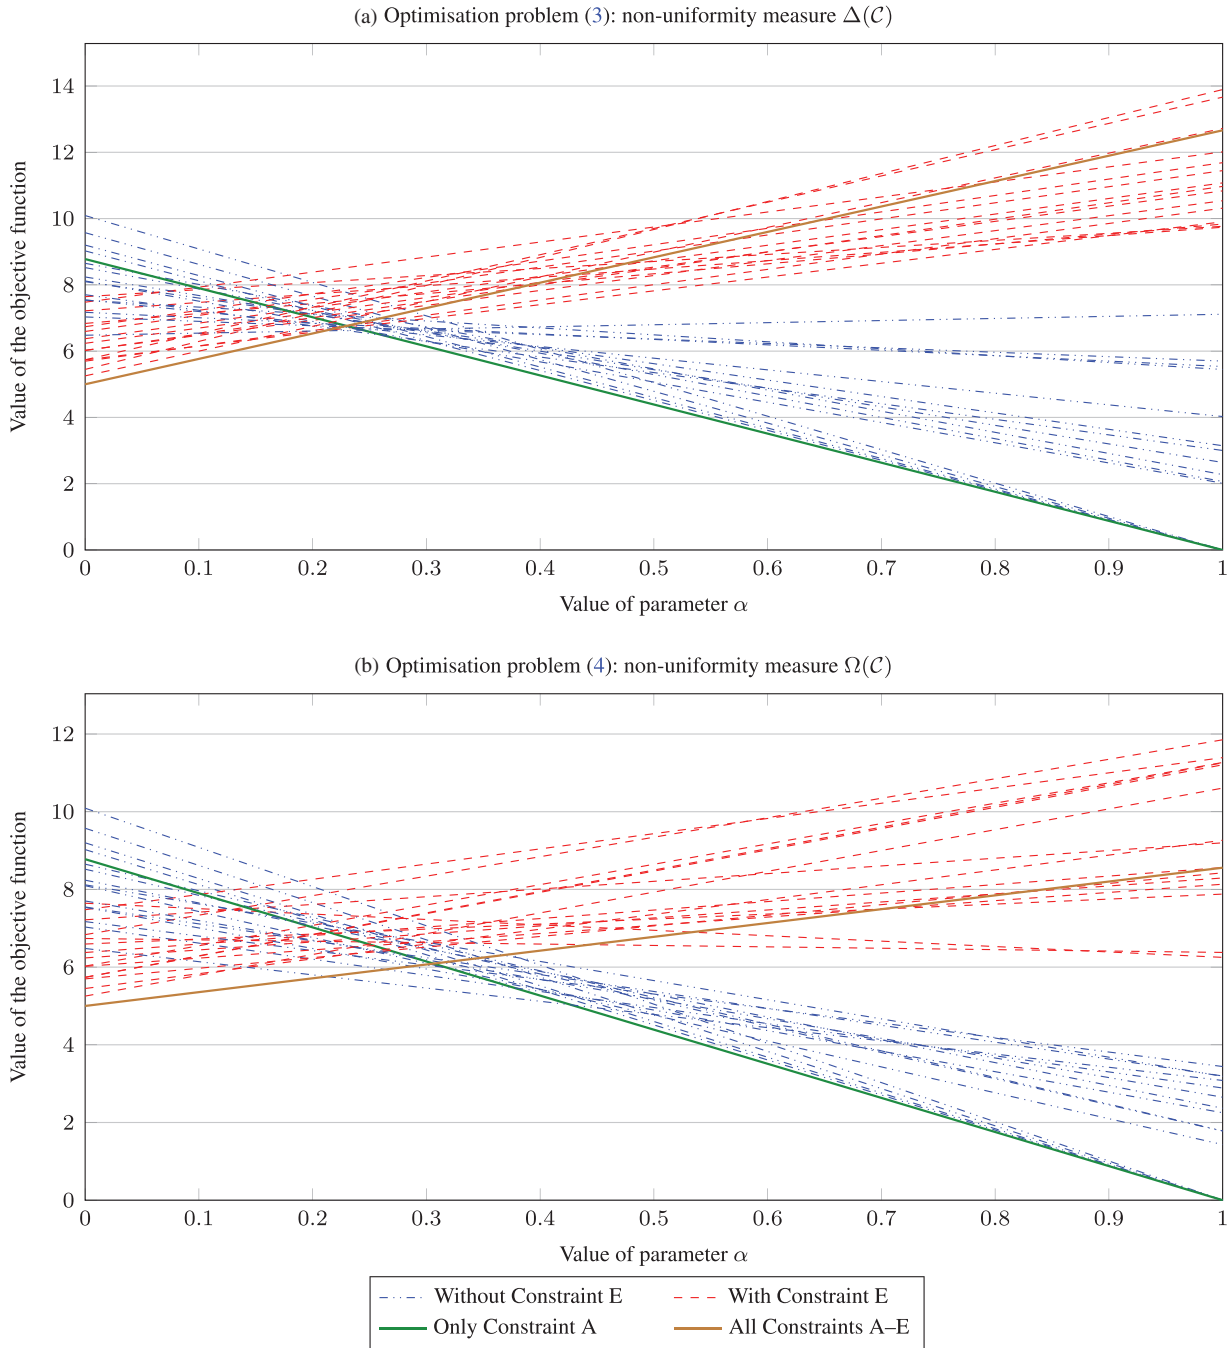 (a) Optimisation problem (3): non-uniformity measure Δ(𝒞)
Value of the objective function
14
12
10
8
6
4
2
0
0 0.1 0.2 0.3 0.4 0.5 0.6 0.7 0.8 0.9 1
Value of parameter α
(b) Optimisation problem (4): non-uniformity measure Ω(𝒞)
Value of the objective function
12
10
8
6
4
2
0
0 0.1 0.2 0.3 0.4 0.5 0.6 0.7 0.8 0.9 1
Value of parameter α
Without Constraint E With Constraint E
Only Constraint A All Constraints A–E